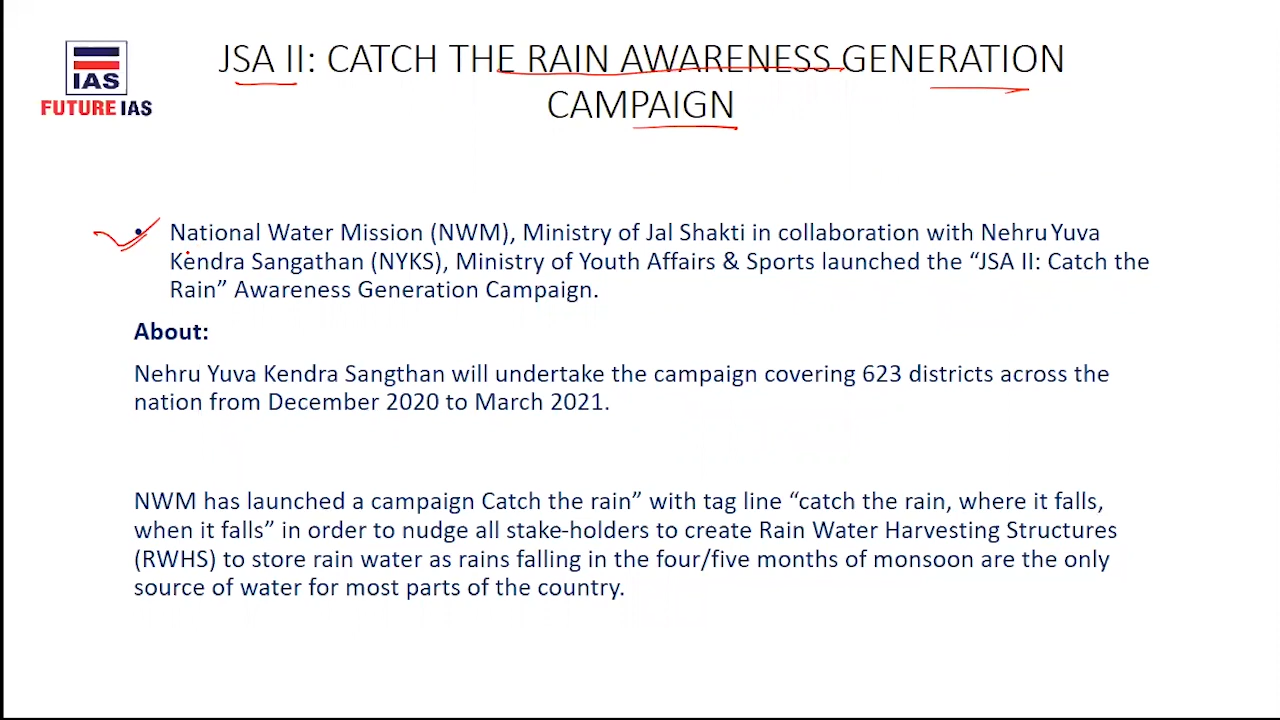 JSA II: CATCH THE RAIN AWARENESS GENERATION
CAMPAIGN
IAS
FUTURE IAS
• National Water Mission (NWM), Ministry of Jal Shakti in collaboration with Nehru Yuva
Kendra Sangathan (NYKS), Ministry of Youth Affairs & Sports launched the “JSA II: Catch the
Rain” Awareness Generation Campaign.
About:
Nehru Yuva Kendra Sangthan will undertake the campaign covering 623 districts across the
nation from December 2020 to March 2021.
NWM has launched a campaign Catch the rain” with tag line “catch the rain, where it falls,
when it falls” in order to nudge all stake-holders to create Rain Water Harvesting Structures
(RWHS) to store rain water as rains falling in the four/five months of monsoon are the only
source of water for most parts of the country.